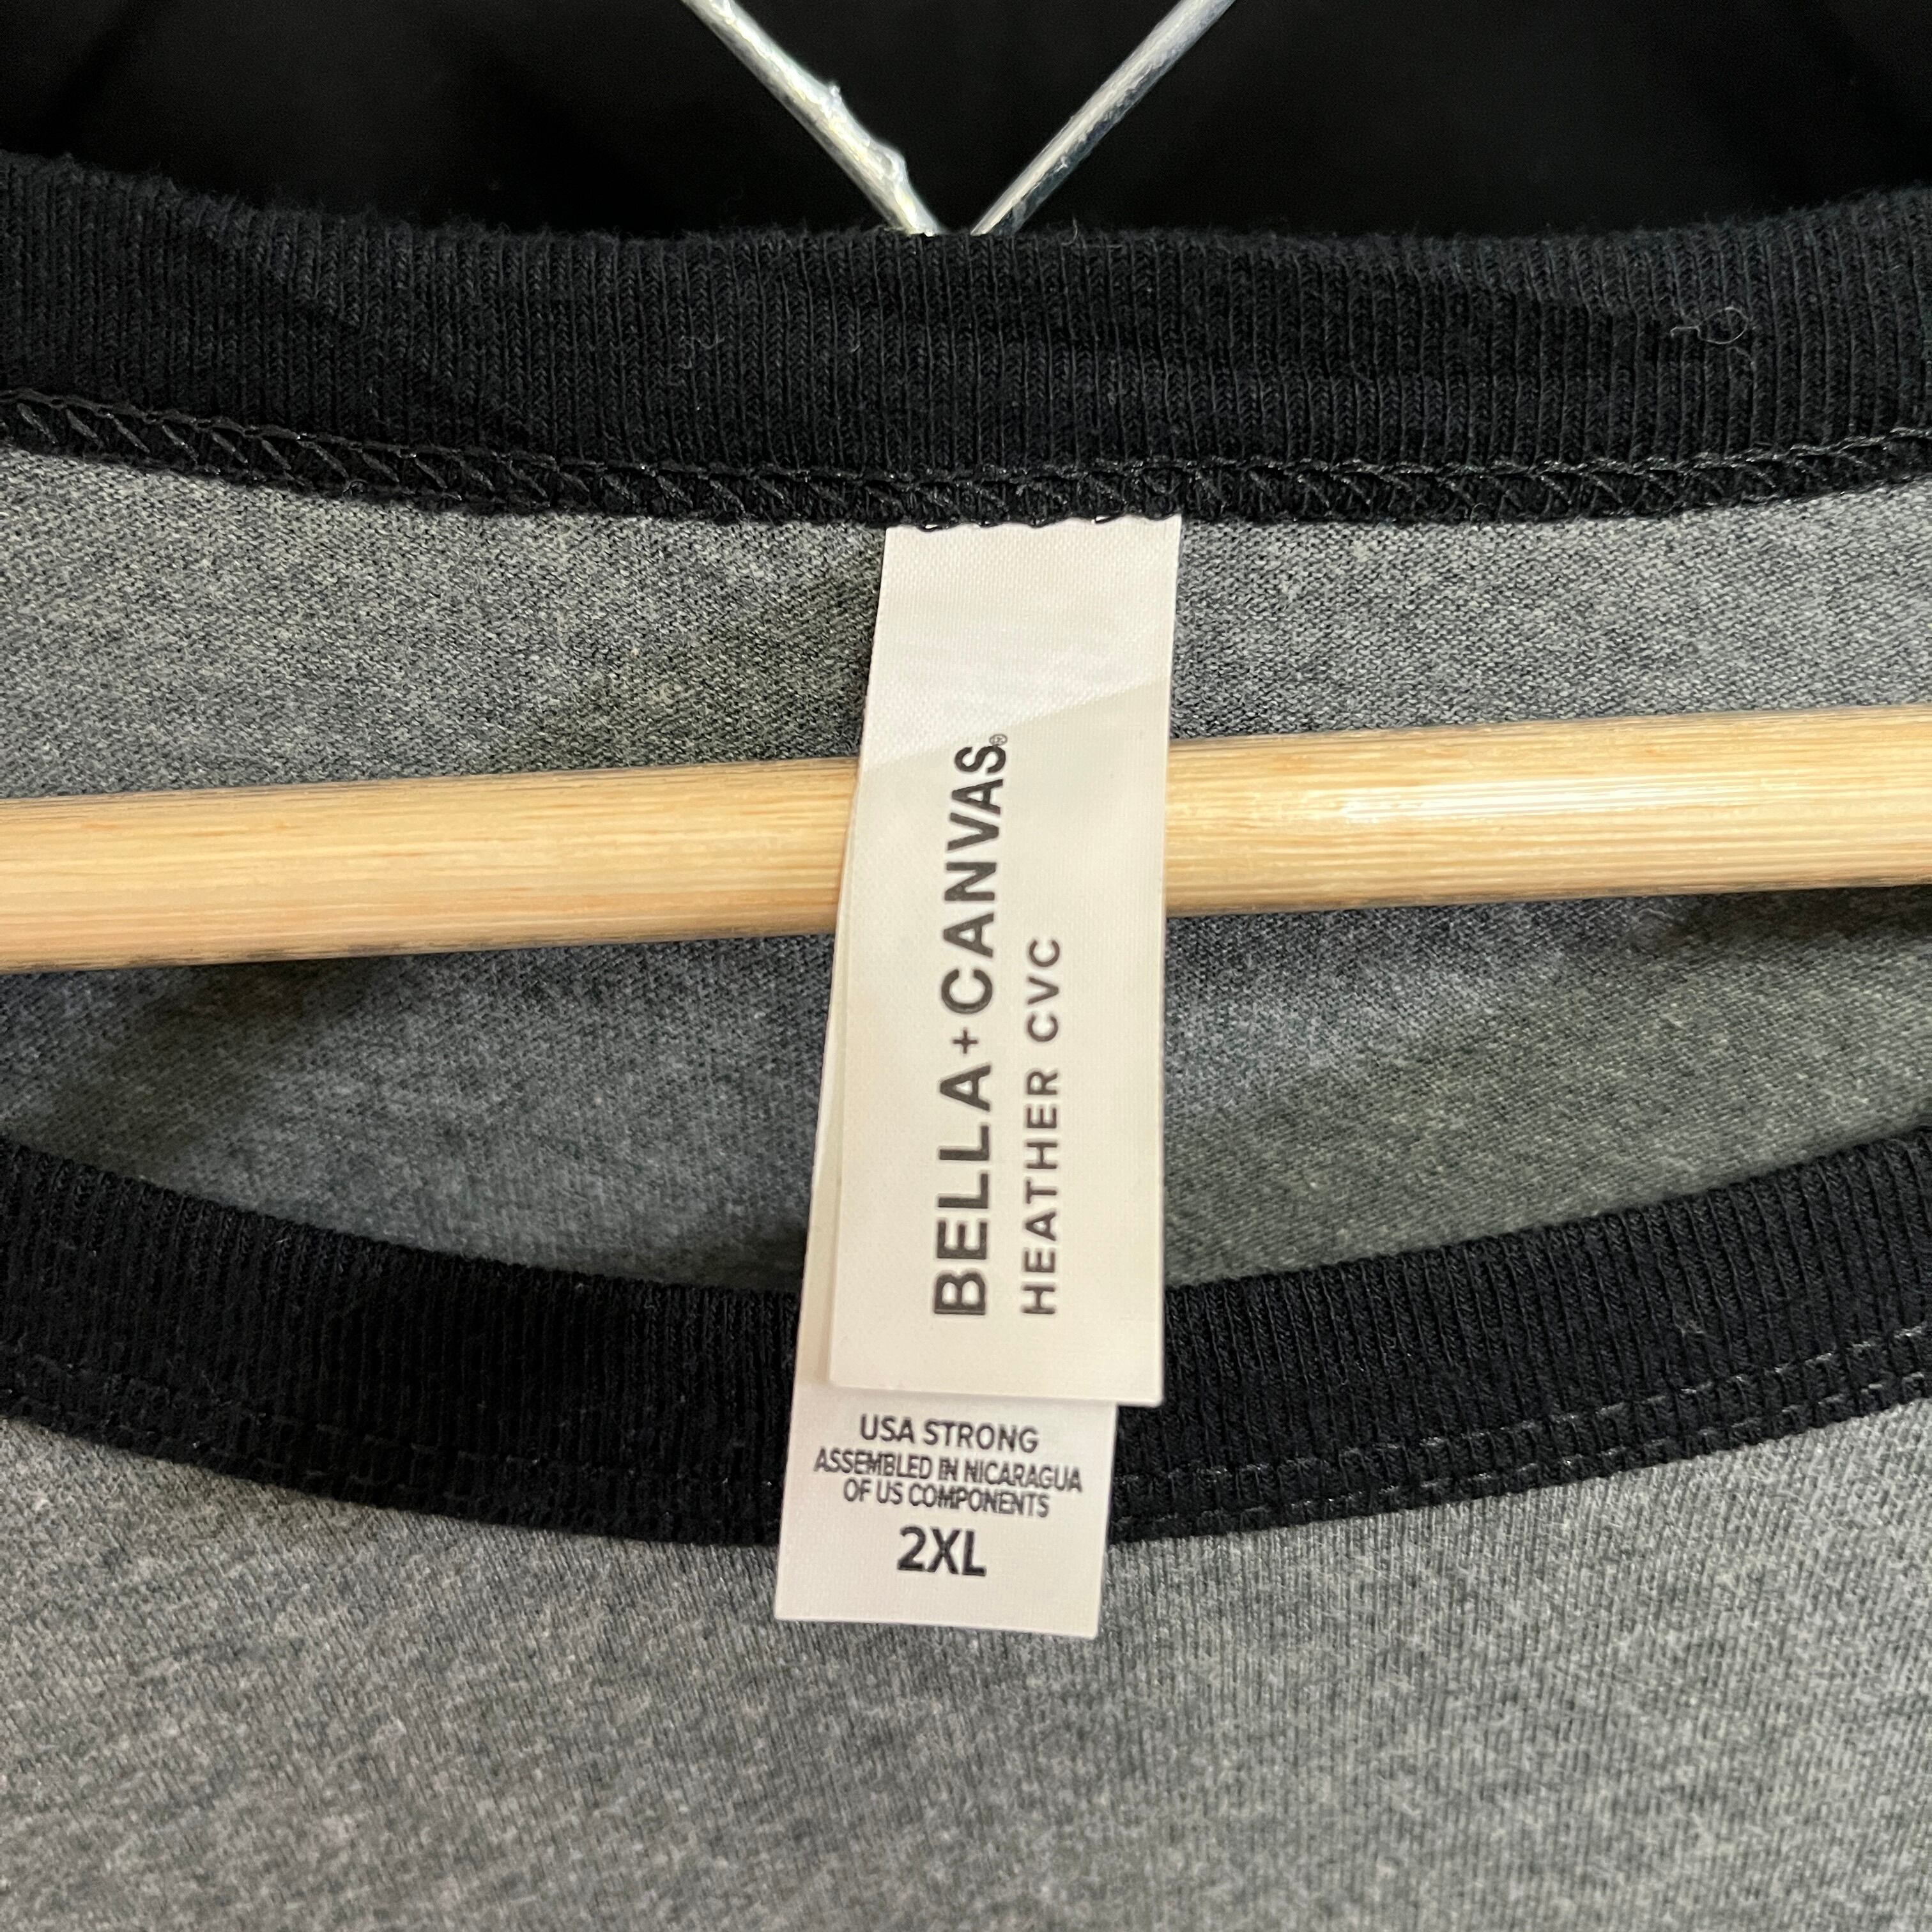 BELLA+CANVAS®
HEATHER CVC
USA STRONG
ASSEMBLED IN NICARAGUA
OF US COMPONENTS
2XL